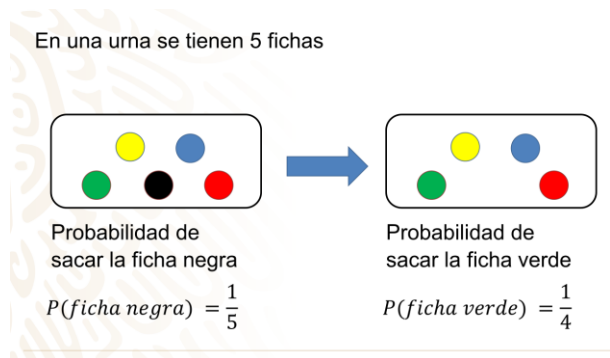 En una urna se tienen 5 fichas
Probabilidad de
sacar la ficha negra
P(ficha negra) = 1/5
Probabilidad de
sacar la ficha verde
P(ficha verde) = 1/4